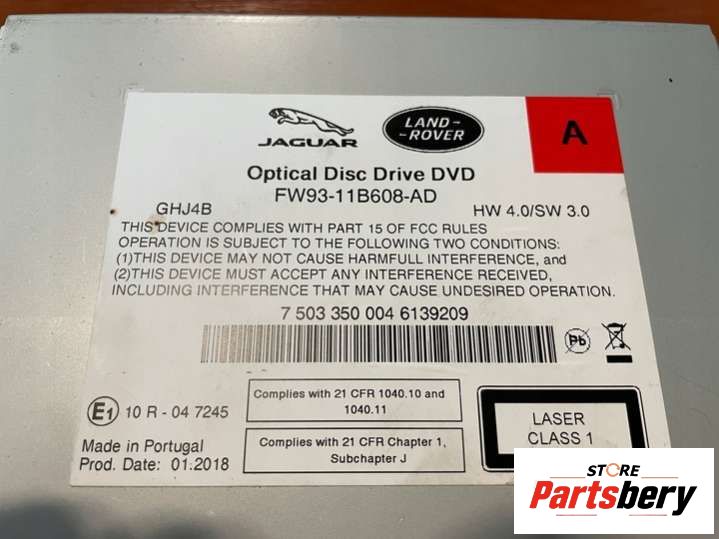 JAGUAR
LAND-
-ROVER
A
Optical Disc Drive DVD
FW93-11B608-AD
GHJ4B
HW 4.0/SW 3.0
THIS DEVICE COMPLIES WITH PART 15 OF FCC RULES
OPERATION IS SUBJECT TO THE FOLLOWING TWO CONDITIONS:
(1)THIS DEVICE MAY NOT CAUSE HARMFULL INTERFERENCE, and
(2)THIS DEVICE MUST ACCEPT ANY INTERFERENCE RECEIVED,
INCLUDING INTERFERENCE THAT MAY CAUSE UNDESIRED OPERATION.
7 503 350 004 6139209
Pb
E1 10 R - 04 7245
Complies with 21 CFR 1040.10 and
1040.11
LASER
CLASS 1
Made in Portugal
Prod. Date: 01.2018
Complies with 21 CFR Chapter 1,
Subchapter J
STORE
Partsbery